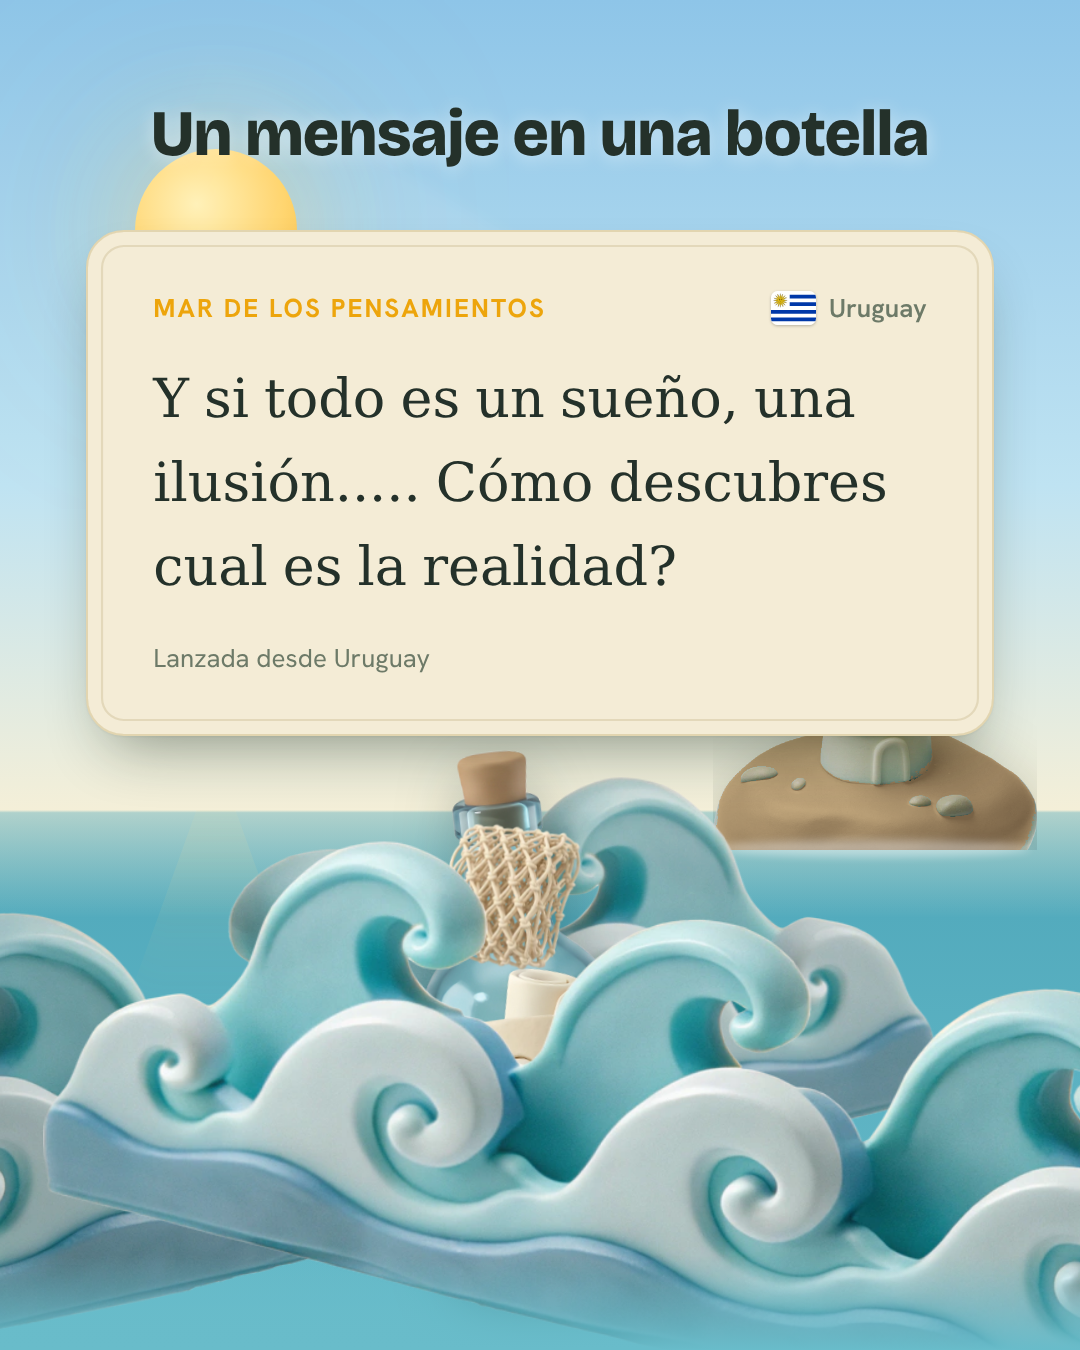 Un mensaje en una botella
MAR DE LOS PENSAMIENTOS
Uruguay
Y si todo es un sueño, una
ilusión..... Cómo descubres
cual es la realidad?
Lanzada desde Uruguay